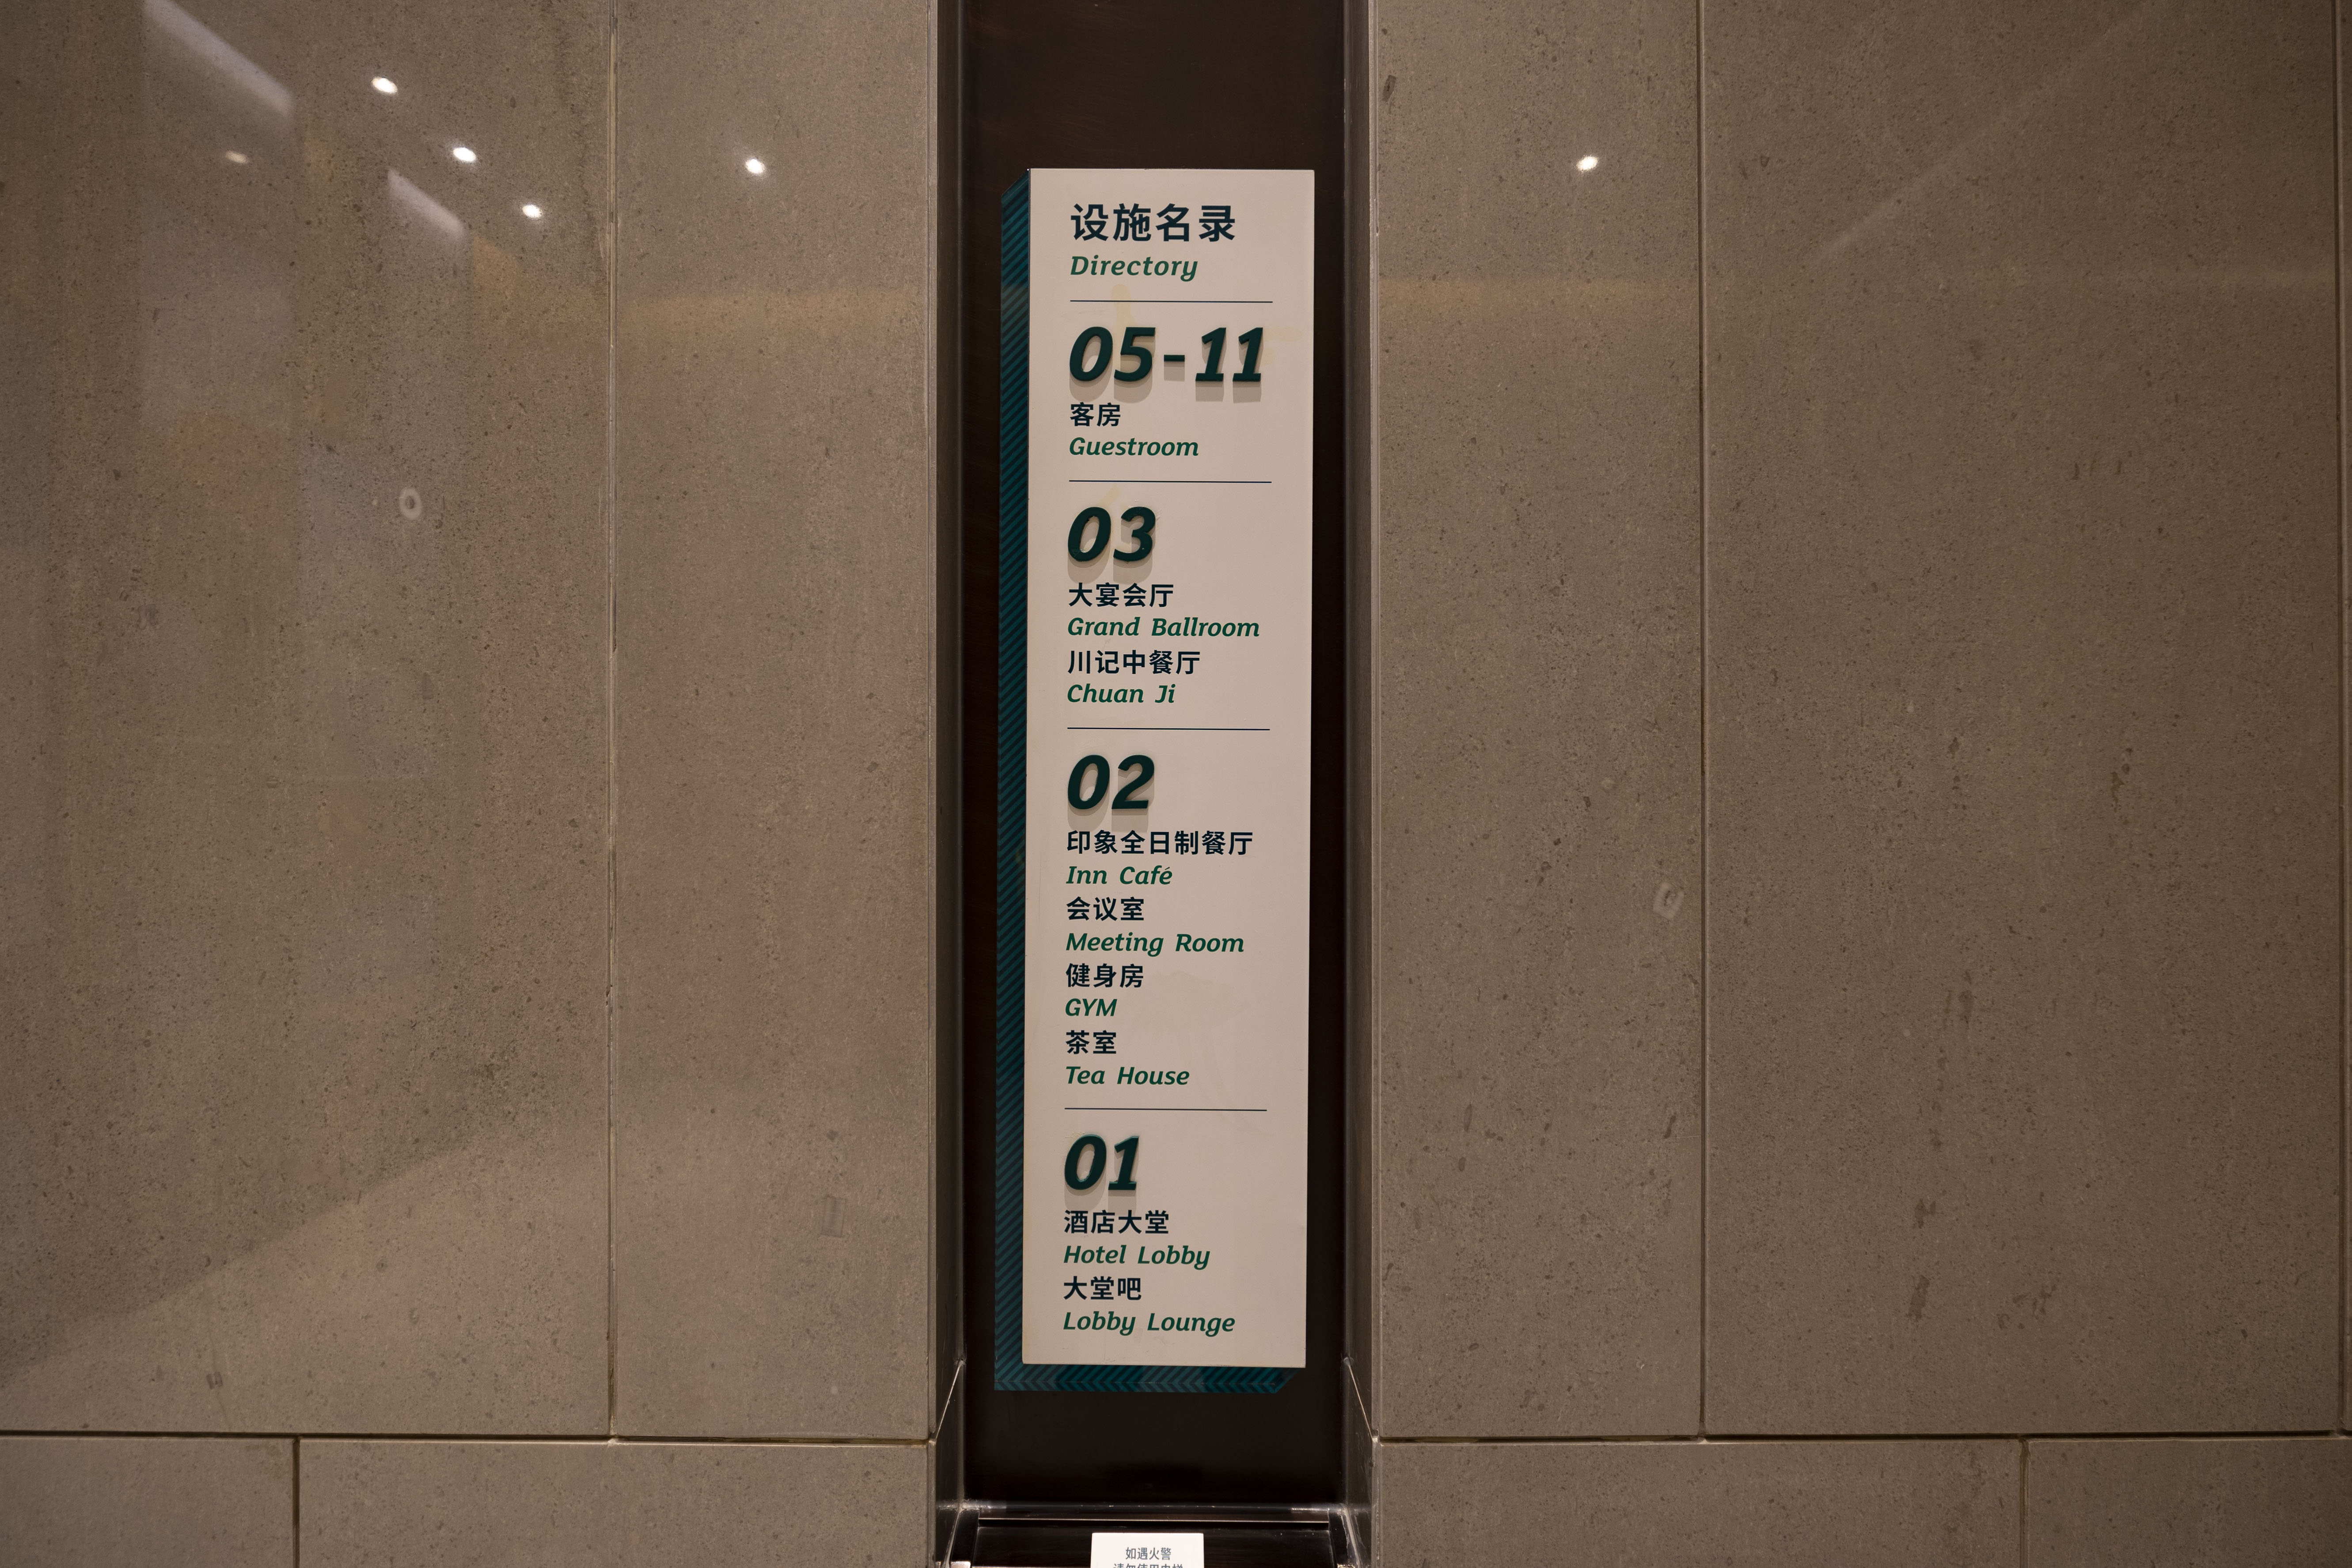 设施名录
Directory
05-11
客房
Guestroom
03
大宴会厅
Grand Ballroom
川记中餐厅
Chuan Ji
02
印象全日制餐厅
Inn Café
会议室
Meeting Room
健身房
GYM
茶室
Tea House
01
酒店大堂
Hotel Lobby
大堂吧
Lobby Lounge
如遇火警